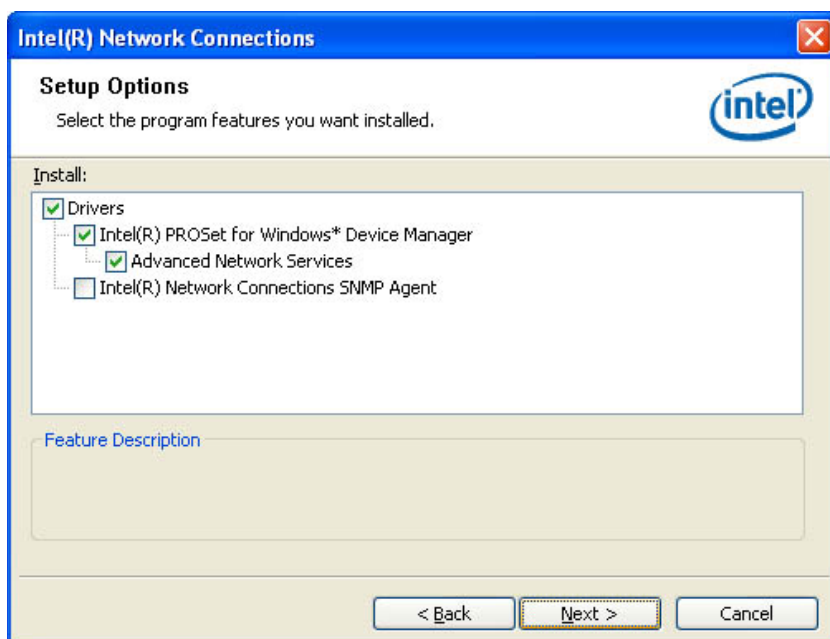 Intel(R) Network Connections
Setup Options
Select the program features you want installed.
intel
Install:
Drivers
Intel(R) PROSet for Windows* Device Manager
Advanced Network Services
Intel(R) Network Connections SNMP Agent
Feature Description
< Back
Next >
Cancel